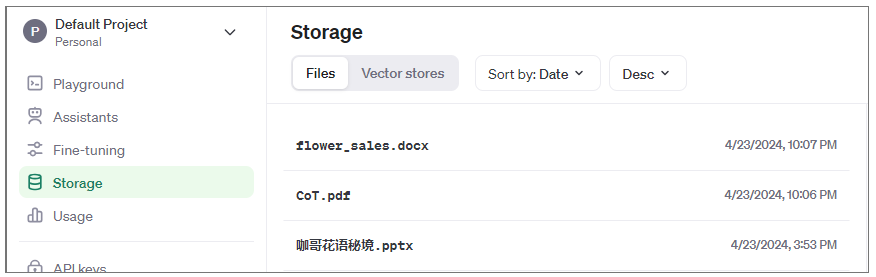 P Default Project
Personal
Playground
Assistants
Fine-tuning
Storage
Usage
API keys
Storage
Files Vector stores Sort by: Date Desc
flower_sales.docx 4/23/2024, 10:07 PM
CoT.pdf 4/23/2024, 10:06 PM
咖哥花语秘境.pptx 4/23/2024, 3:53 PM